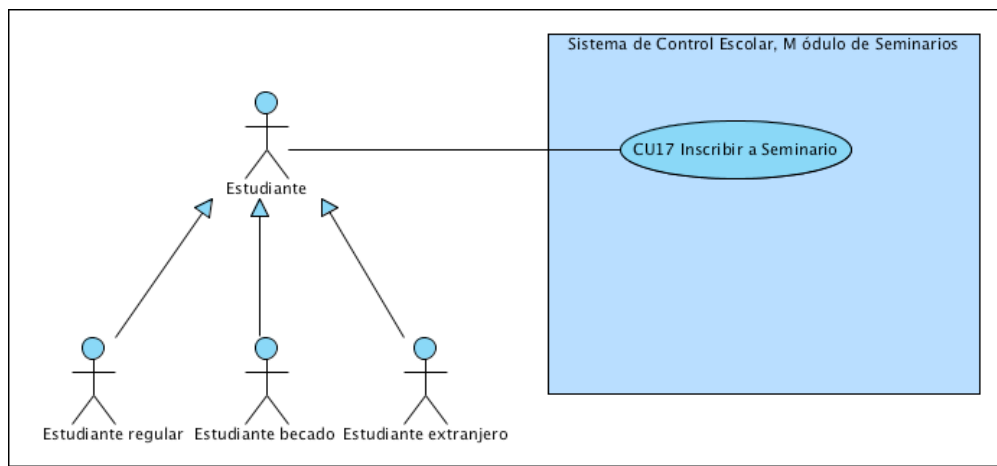 Sistema de Control Escolar, M ódulo de Seminarios
CU17 Inscribir a Seminario
Estudiante
Estudiante regular
Estudiante becado
Estudiante extranjero